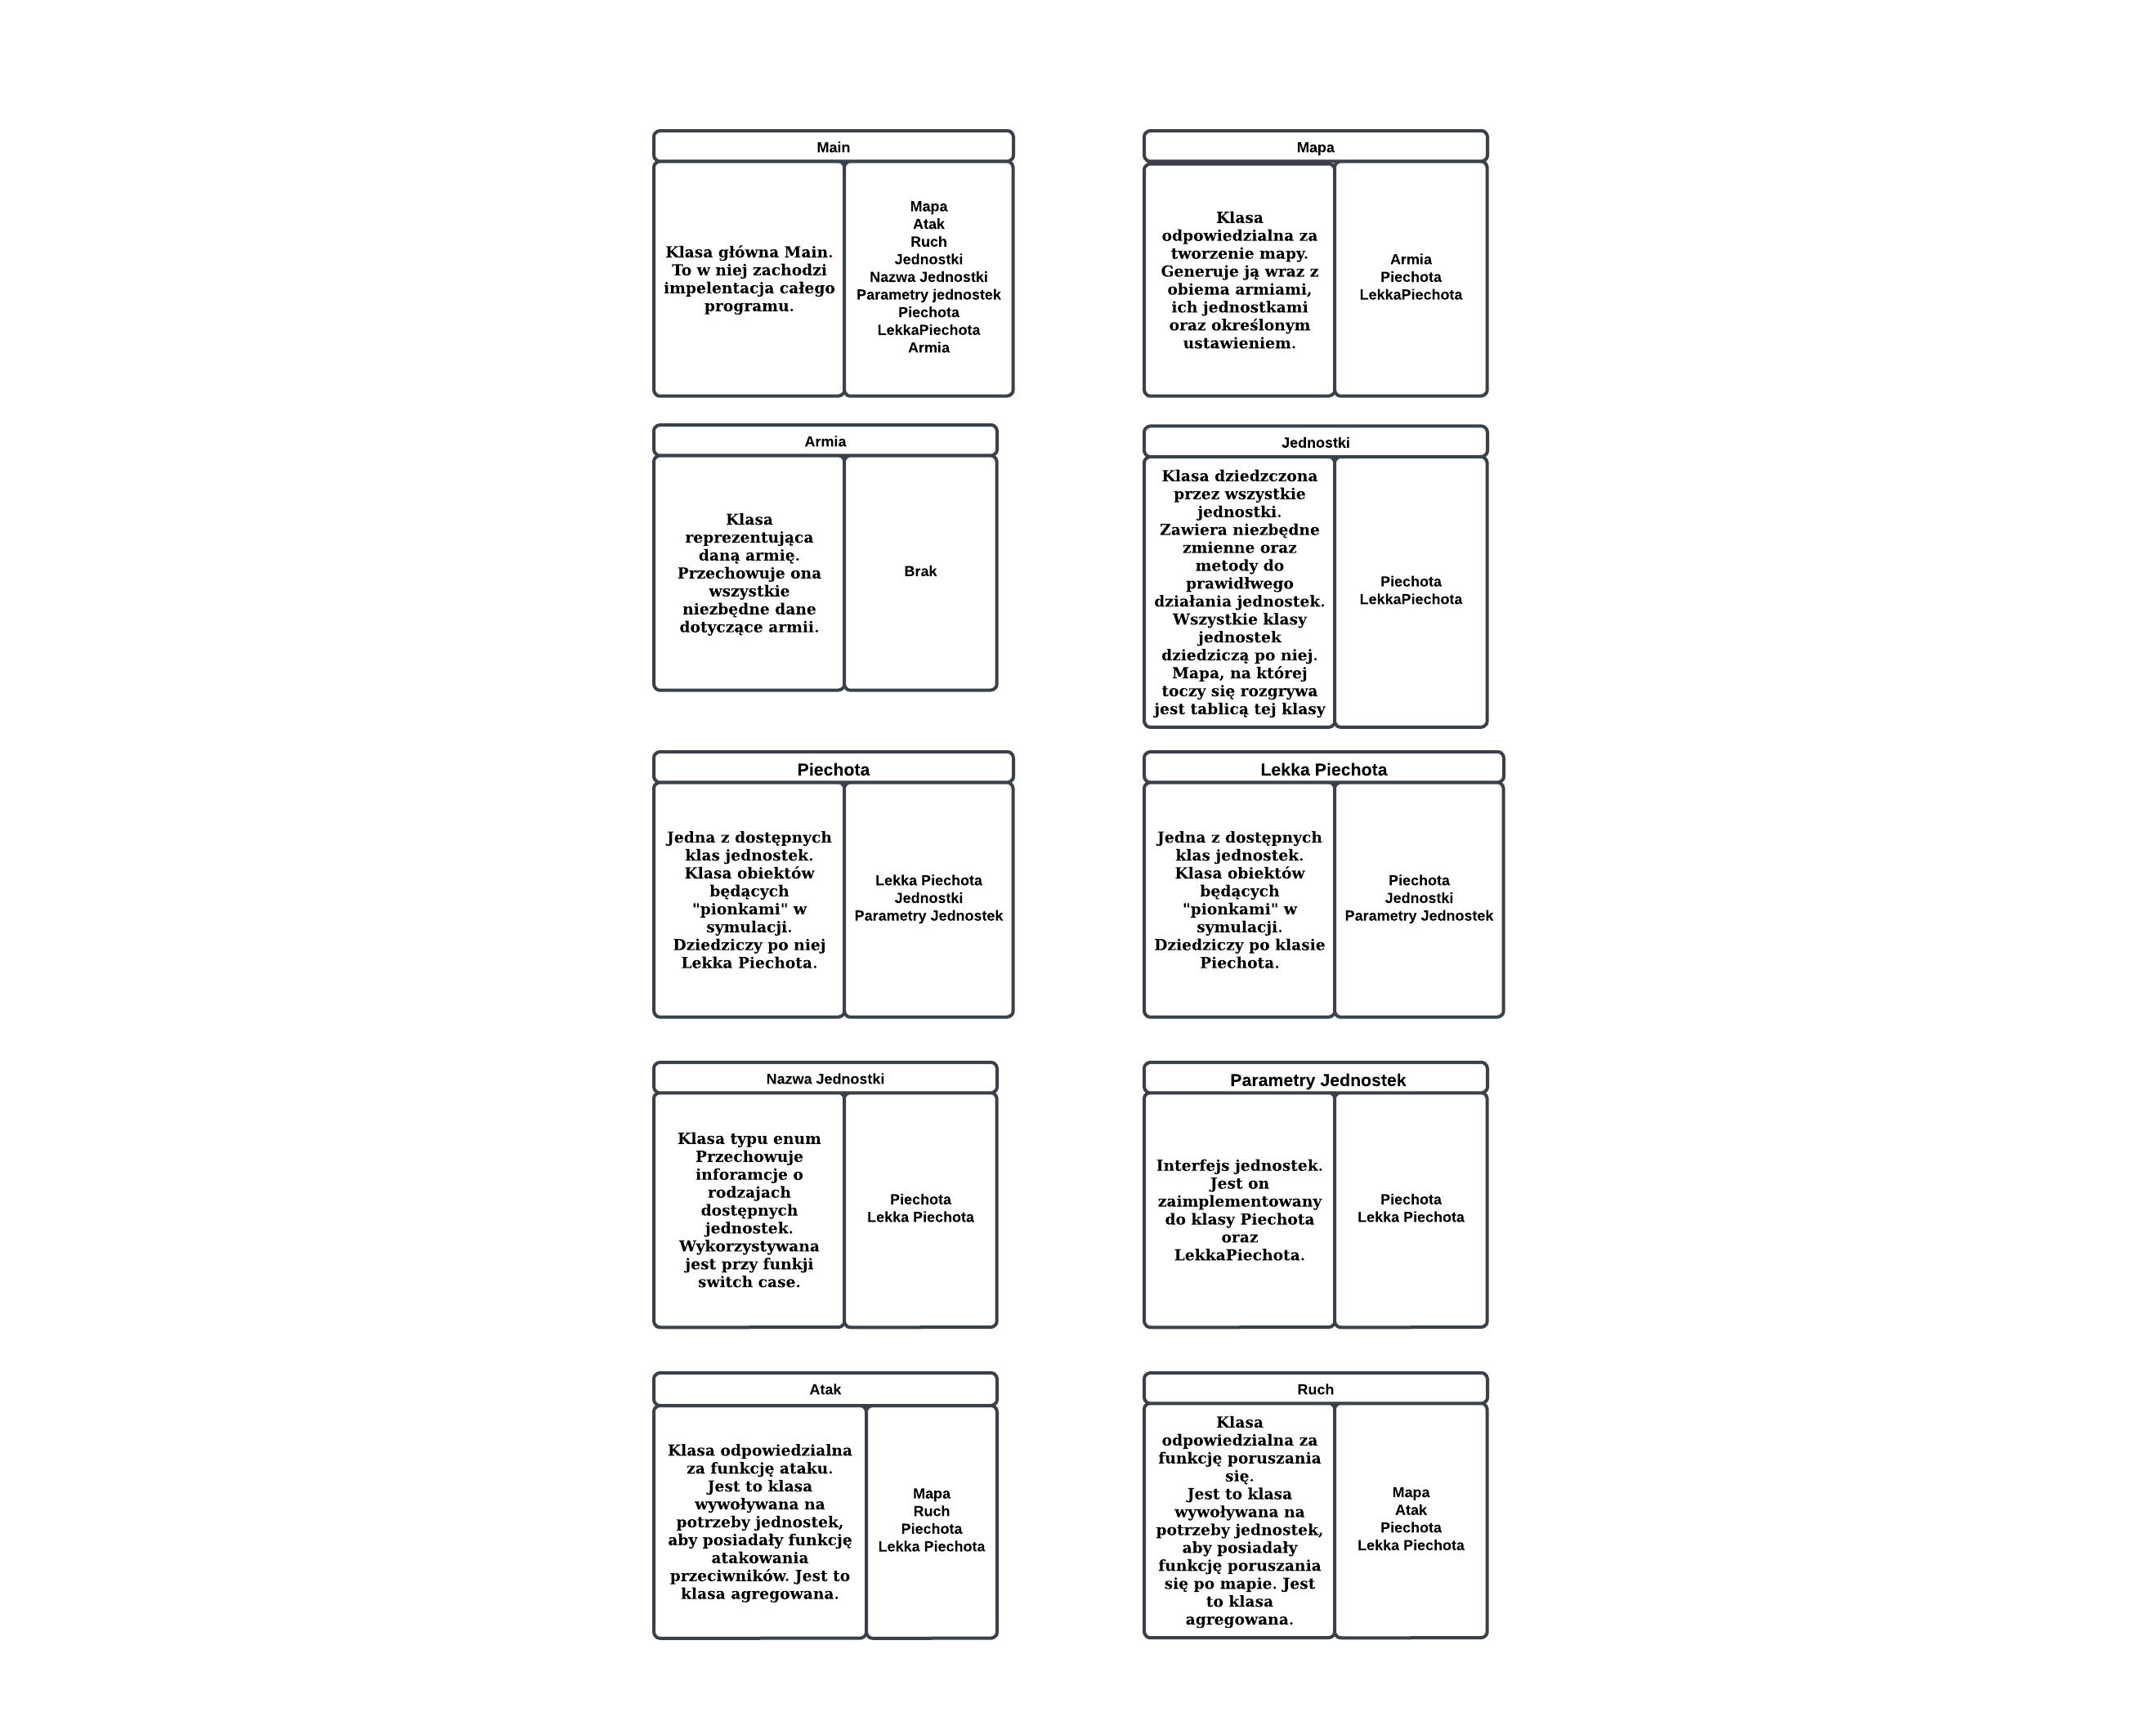 Main
Klasa główna Main.
To w niej zachodzi
impelentacja całego
programu.
Mapa
Atak
Ruch
Jednostki
Nazwa Jednostki
Parametry jednostek
Piechota
LekkaPiechota
Armia
Mapa
Klasa
odpowiedzialna za
tworzenie mapy.
Generuje ją wraz z
obiema armiami,
ich jednostkami
oraz określonym
ustawieniem.
Armia
Piechota
LekkaPiechota
Armia
Klasa
reprezentująca
daną armię.
Przechowuje ona
wszystkie
niezbędne dane
dotyczące armii.
Brak
Jednostki
Klasa dziedzczona
przez wszystkie
jednostki.
Zawiera niezbędne
zmienne oraz
metody do
prawidłwego
działania jednostek.
Wszystkie klasy
jednostek
dziedziczą po niej.
Mapa, na której
toczy się rozgrywa
jest tablicą tej klasy
Piechota
LekkaPiechota
Piechota
Jedna z dostępnych
klas jednostek.
Klasa obiektów
będących
"pionkami" w
symulacji.
Dziedziczy po niej
Lekka Piechota.
Lekka Piechota
Jednostki
Parametry Jednostek
Lekka Piechota
Jedna z dostępnych
klas jednostek.
Klasa obiektów
będących
"pionkami" w
symulacji.
Dziedziczy po klasie
Piechota.
Piechota
Jednostki
Parametry Jednostek
Nazwa Jednostki
Klasa typu enum
Przechowuje
inforamcje o
rodzajach
dostępnych
jednostek.
Wykorzystywana
jest przy funkji
switch case.
Piechota
Lekka Piechota
Parametry Jednostek
Interfejs jednostek.
Jest on
zaimplementowany
do klasy Piechota
oraz
LekkaPiechota.
Piechota
Lekka Piechota
Atak
Klasa odpowiedzialna
za funkcję ataku.
Jest to klasa
wywoływana na
potrzeby jednostek,
aby posiadały funkcję
atakowania
przeciwników. Jest to
klasa agregowana.
Mapa
Ruch
Piechota
Lekka Piechota
Ruch
Klasa
odpowiedzialna za
funkcję poruszania
się.
Jest to klasa
wywoływana na
potrzeby jednostek,
aby posiadały
funkcję poruszania
się po mapie. Jest
to klasa
agregowana.
Mapa
Atak
Piechota
Lekka Piechota